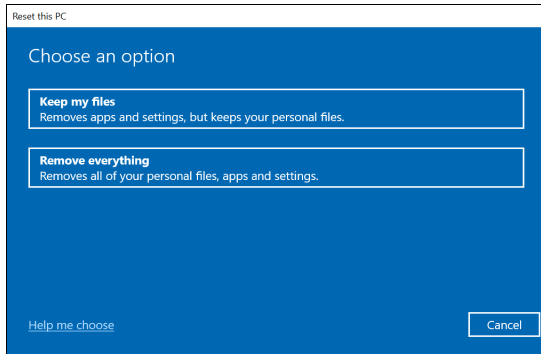 Reset this PC
Choose an option
Keep my files
Removes apps and settings, but keeps your personal files.
Remove everything
Removes all of your personal files, apps and settings.
Help me choose
Cancel